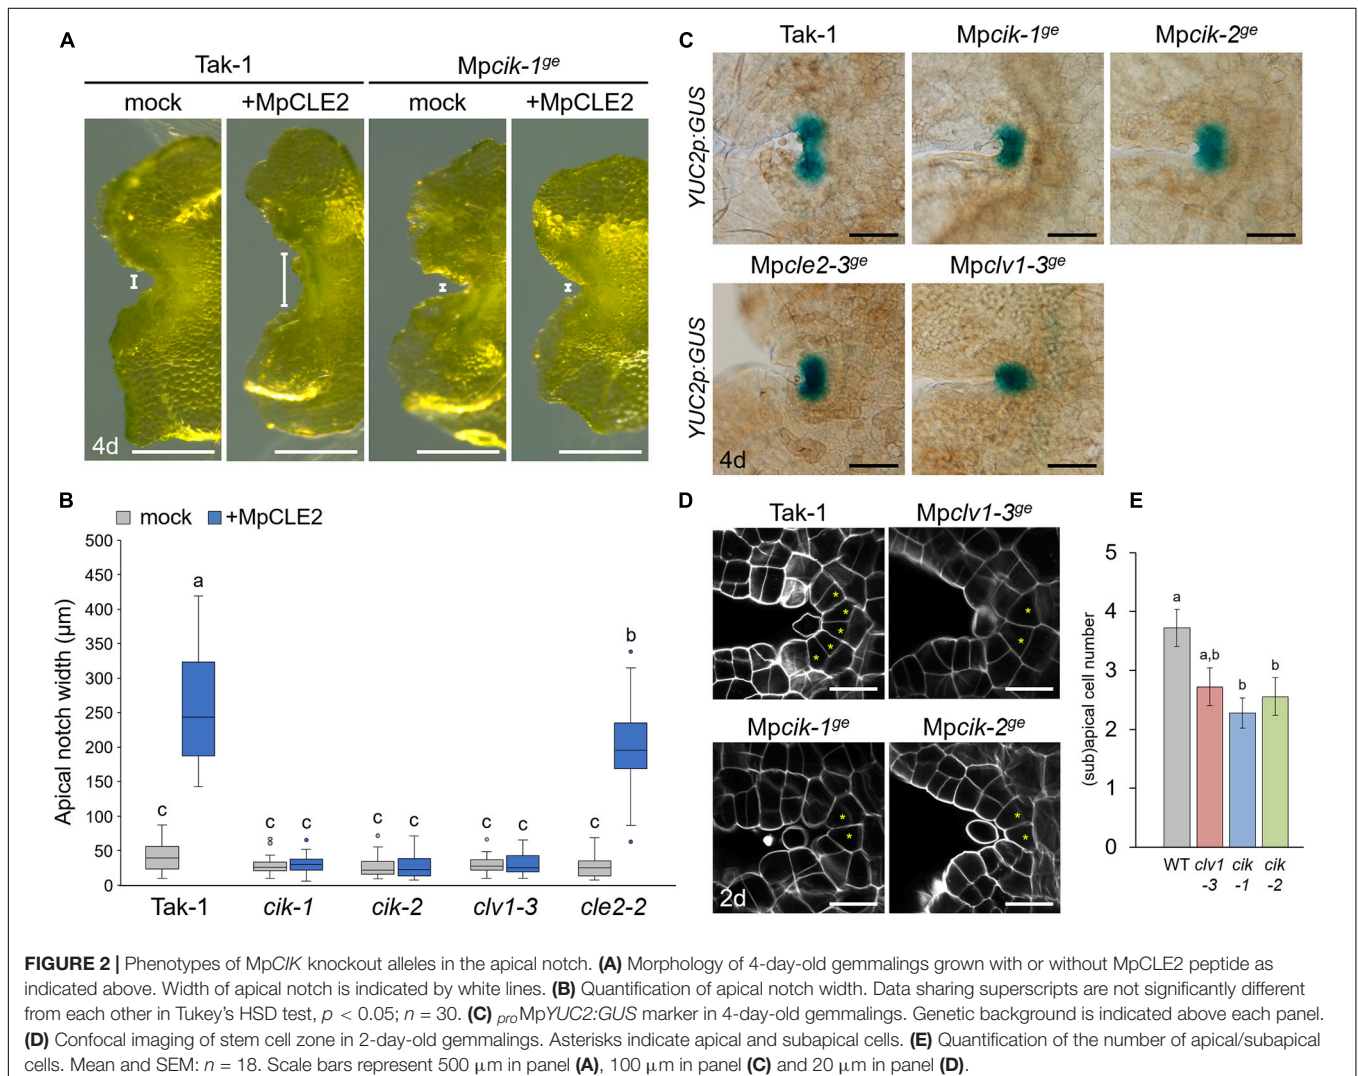 A
Tak-1
Mpcik-1ge
mock
+MpCLE2
mock
+MpCLE2
4d
B
mock
+MpCLE2
Apical notch width (μm)
500
450
400
350
300
250
200
150
100
50
0
c
a
c
c
c
c
c
c
c
b
Tak-1
cik-1
cik-2
clv1-3
cle2-2
C
Tak-1
Mpcik-1ge
Mpcik-2ge
YUC2p:GUS
Mpcle2-3ge
Mpclv1-3ge
YUC2p:GUS
4d
D
Tak-1
Mpclv1-3ge
* * * * *
* *
Mpcik-1ge
Mpcik-2ge
* *
* *
2d
E
(sub)apical cell number
5
4
3
2
1
0
a
a,b
b
b
WT
clv1
-3
cik
-1
cik
-2
FIGURE 2 | Phenotypes of MpCIK knockout alleles in the apical notch. (A) Morphology of 4-day-old gemmalings grown with or without MpCLE2 peptide as
indicated above. Width of apical notch is indicated by white lines. (B) Quantification of apical notch width. Data sharing superscripts are not significantly different
from each other in Tukey's HSD test, p < 0.05; n = 30. (C) proMpYUC2:GUS marker in 4-day-old gemmalings. Genetic background is indicated above each panel.
(D) Confocal imaging of stem cell zone in 2-day-old gemmalings. Asterisks indicate apical and subapical cells. (E) Quantification of the number of apical/subapical
cells. Mean and SEM: n = 18. Scale bars represent 500 μm in panel (A), 100 μm in panel (C) and 20 μm in panel (D).